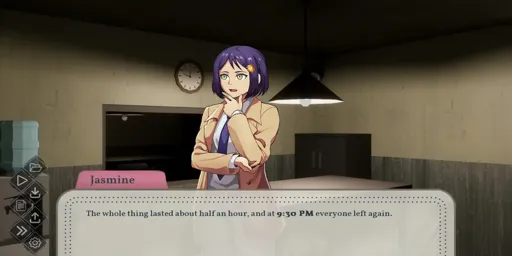 Jasmine
The whole thing lasted about half an hour, and at 9:30 PM everyone left again.